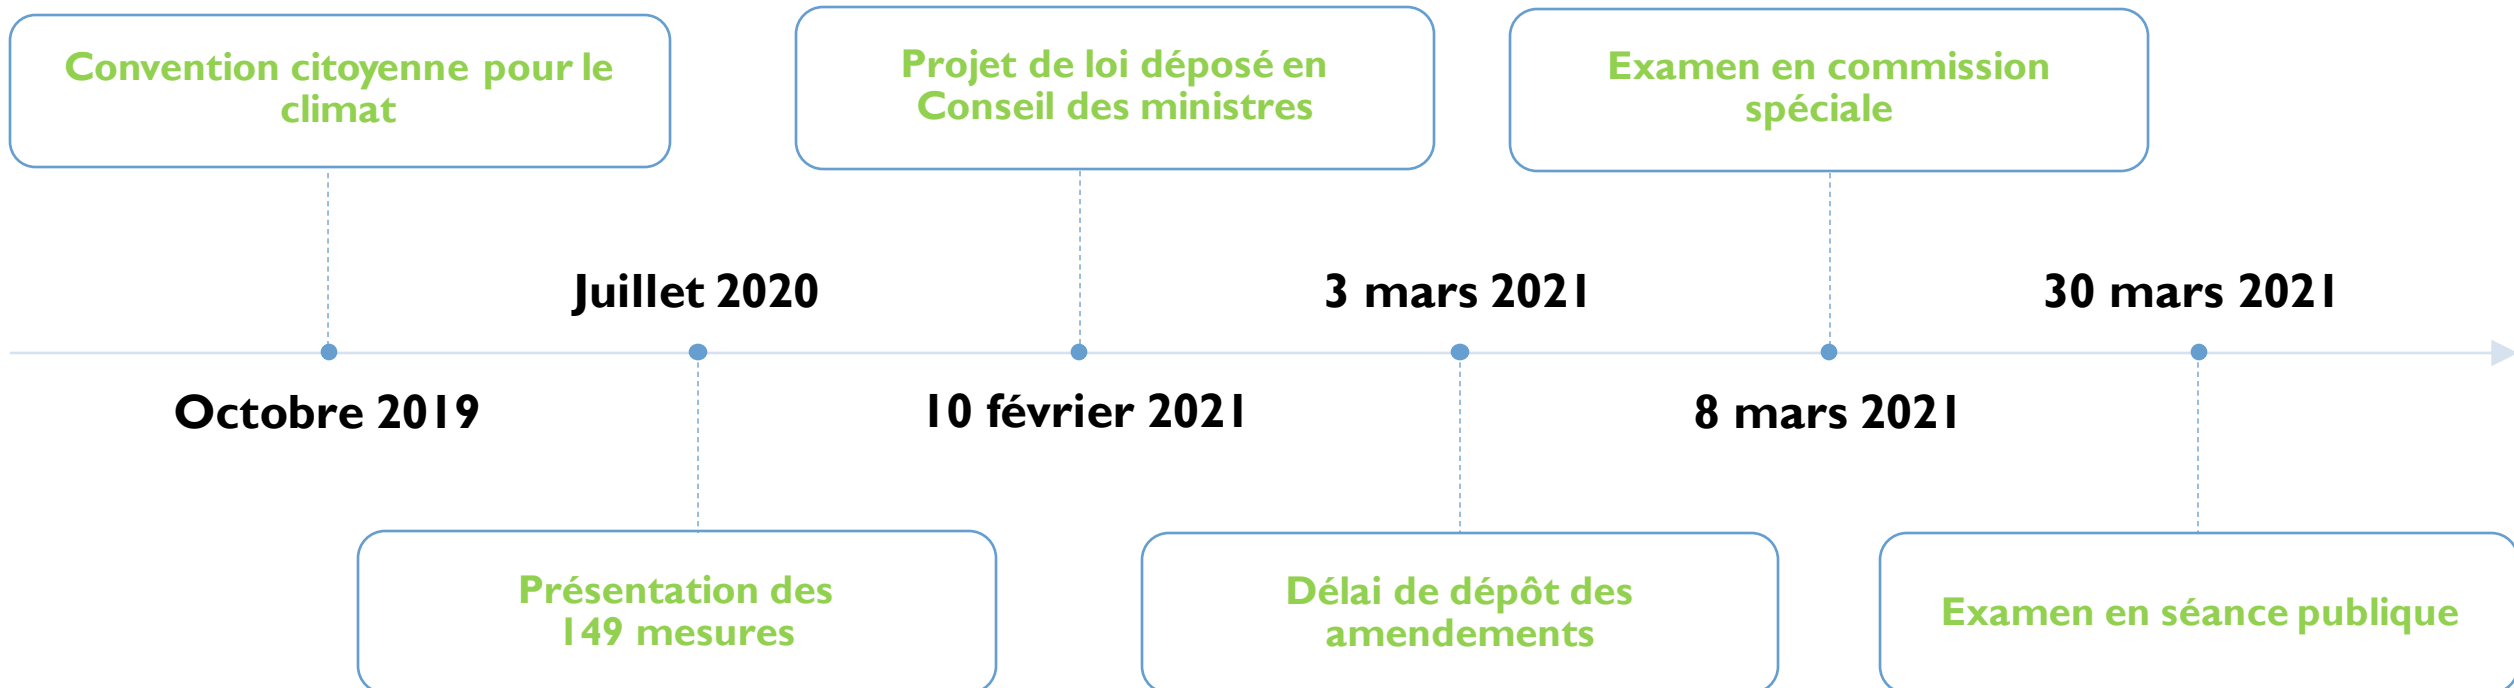 Convention citoyenne pour le
climat
Projet de loi déposé en
Conseil des ministres
Examen en commission
spéciale
Juillet 2020
3 mars 2021
30 mars 2021
Octobre 2019
10 février 2021
8 mars 2021
Présentation des
149 mesures
Délai de dépôt des
amendements
Examen en séance publique